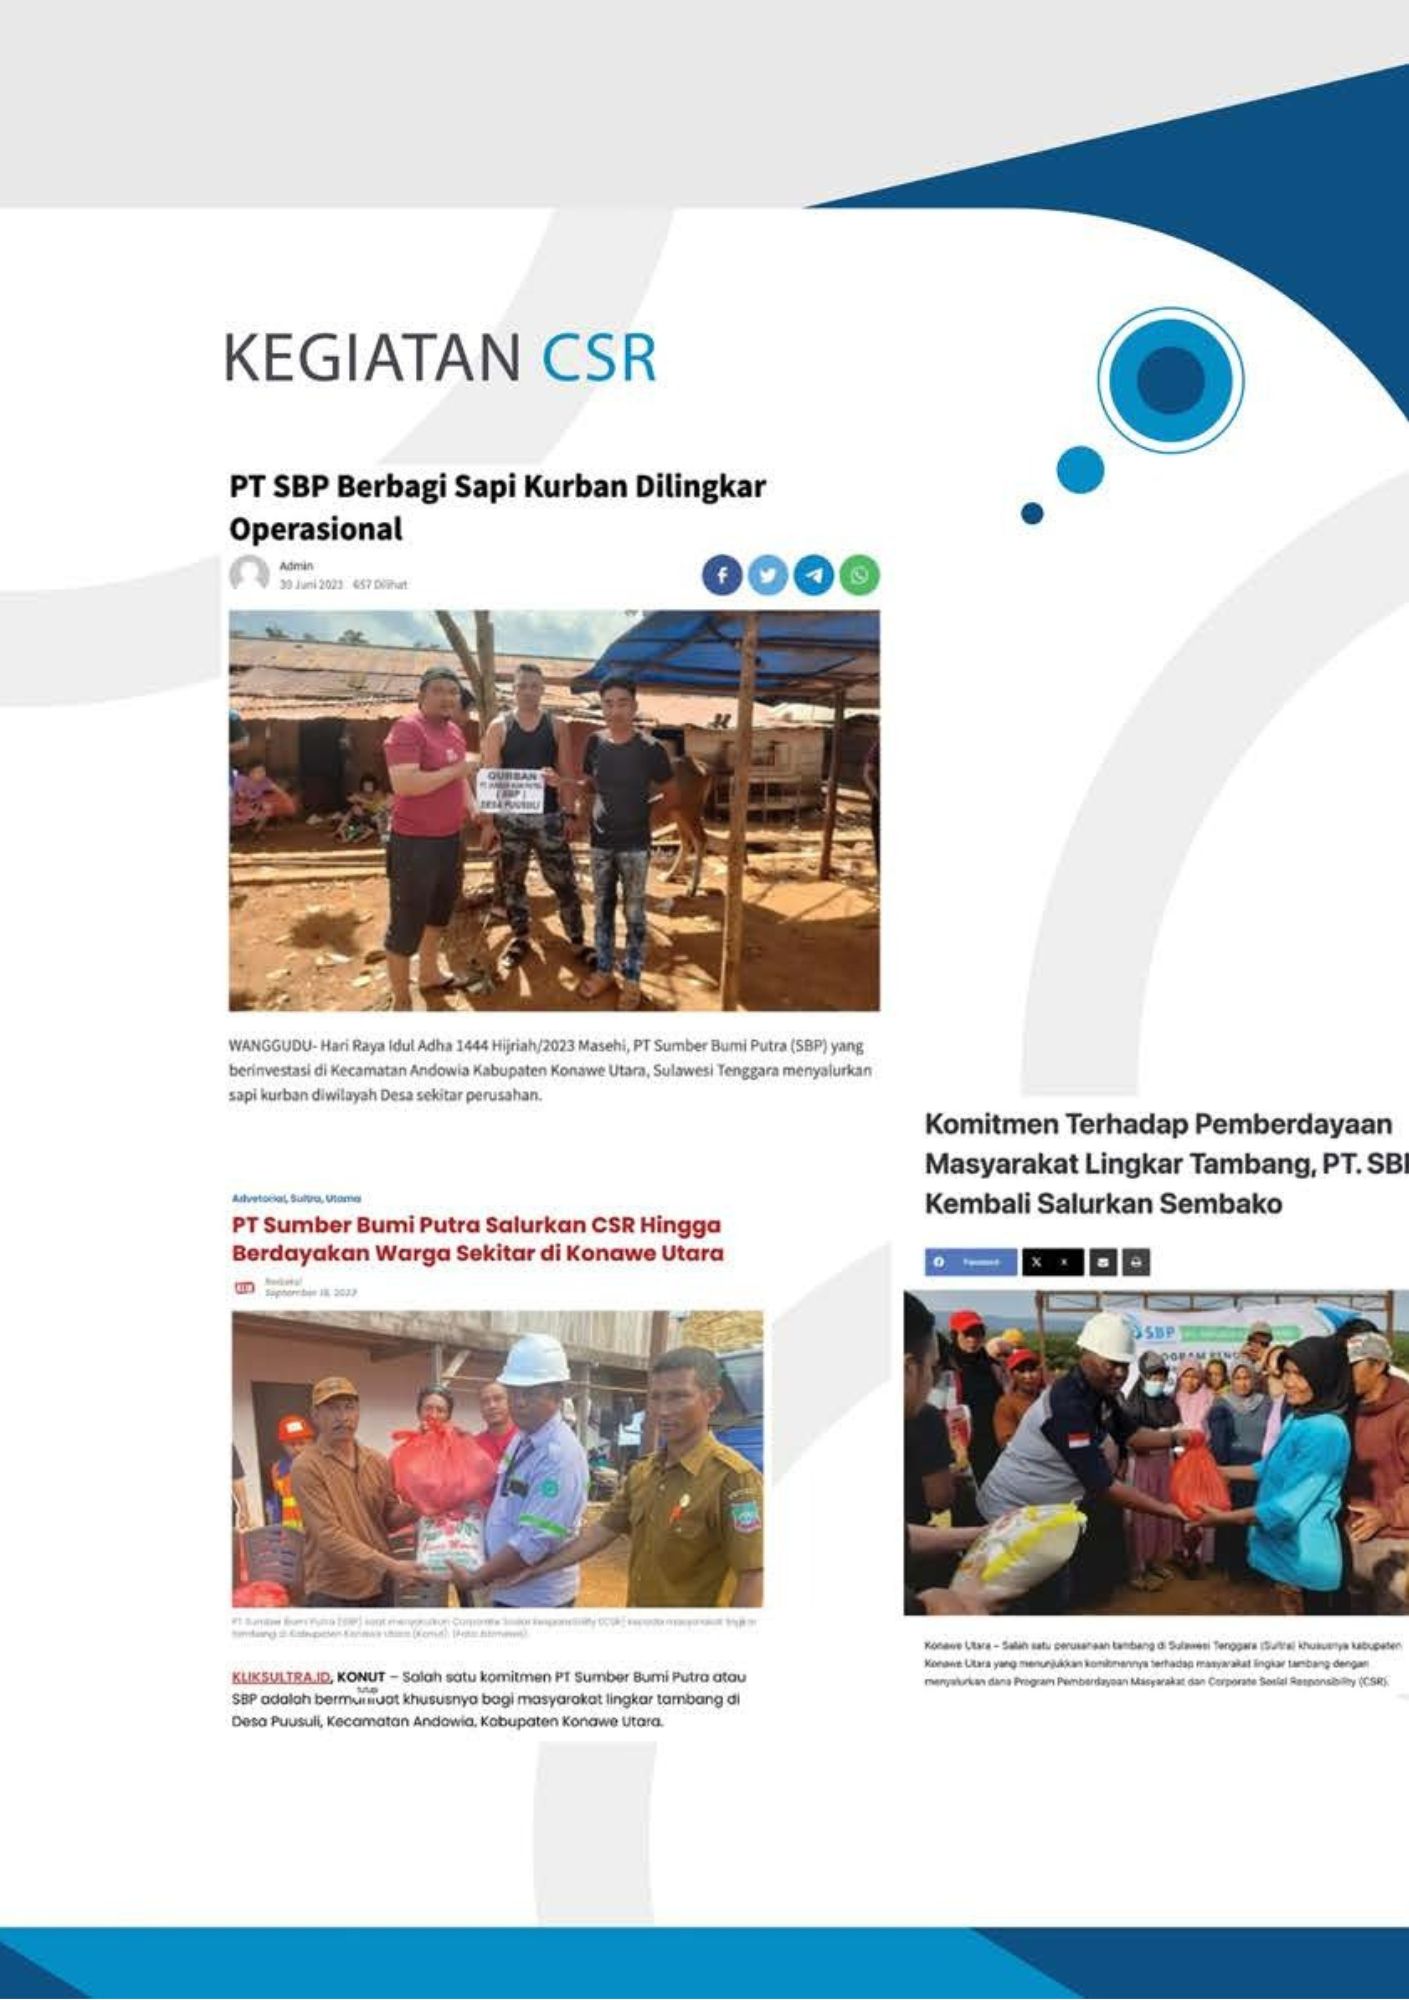 KEGIATAN CSR
PT SBP Berbagi Sapi Kurban Dilingkar
Operasional
Admin
30 Juni 2023 657 Dilihat
QURBAN
PT SUMBER BUMI PUTRA
( SBP )
DESA PUUSULI
WANGGUDU- Hari Raya Idul Adha 1444 Hijriah/2023 Masehi, PT Sumber Bumi Putra (SBP) yang
berinvestasi di Kecamatan Andowia Kabupaten Konawe Utara, Sulawesi Tenggara menyalurkan
sapi kurban diwilayah Desa sekitar perusahan.
Advetorial, Sultra, Utama
PT Sumber Bumi Putra Salurkan CSR Hingga
Berdayakan Warga Sekitar di Konawe Utara
Redaksi
September 18, 2023
PT Sumber Bumi Putra (SBP) saat menyalurkan Corporate Sosial Responsibility (CSR) kepada masyarakat lingkar
tambang di Kabupaten Konawe Utara (Konut). (Foto:
KLIKSULTRA.ID, KONUT – Salah satu komitmen PT Sumber Bumi Putra atau
tutup
SBP adalah bermanfaat khususnya bagi masyarakat lingkar tambang di
Desa Puusuli, Kecamatan Andowia, Kabupaten Konawe Utara.
Komitmen Terhadap Pemberdayaan
Masyarakat Lingkar Tambang, PT. SB
Kembali Salurkan Sembako
Facebook X
SBP
Konawe Utara – Salah satu perusahaan tambang di Sulawesi Tenggara (Sultra) khususnya kabupaten
Konawe Utara yang menunjukkan komitmennya terhadap masyarakat lingkar tambang dengan
menyalurkan dana Program Pemberdayaan Masyarakat dan Corporate Sosial Responsibility (CSR).